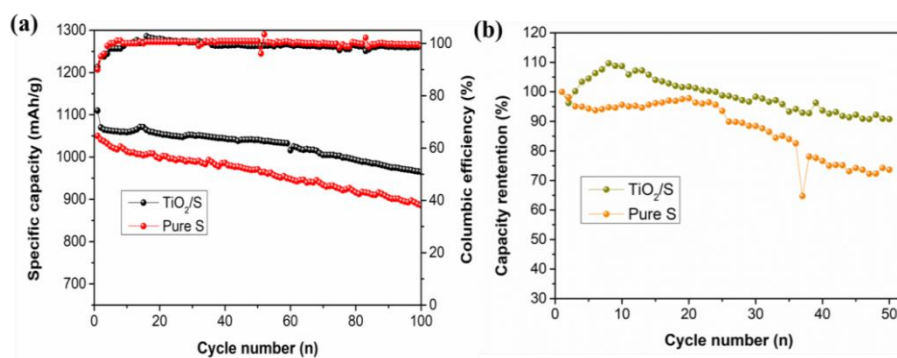 (a)
Specific capacity (mAh/g)
1300
1200
1100
1000
900
800
700
TiO2/S
Pure S
0 20 40 60 80 100
Cycle number (n)
100
80
60
40
20
0
Columbic efficiency (%)
(b)
Capacity rentention (%)
120
110
100
90
80
70
60
50
40
30
TiO2/S
Pure S
0 10 20 30 40 50
Cycle number (n)